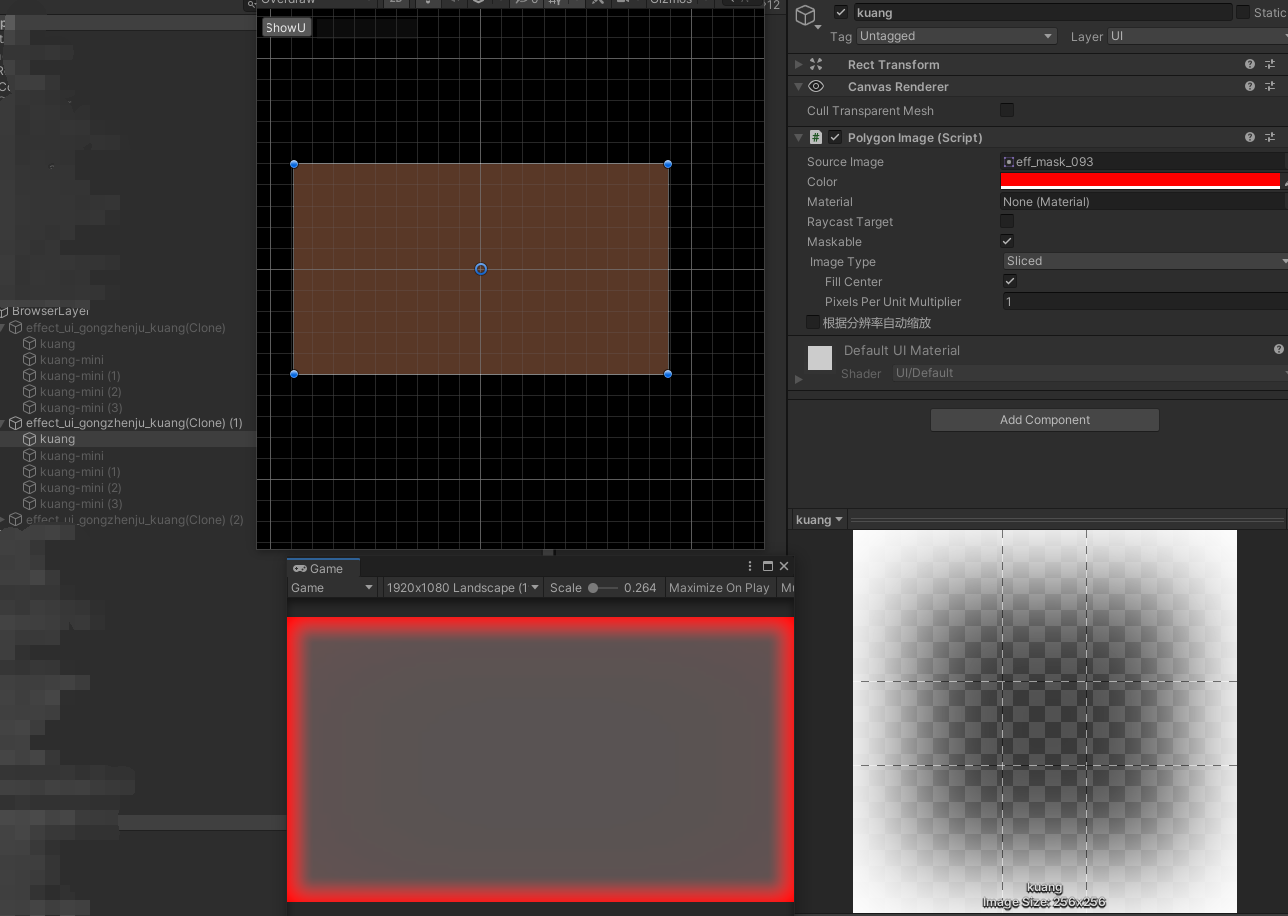 ShowU
12
BrowserLayer
effect_ui_gongzhenju_kuang(Clone)
kuang
kuang-mini
kuang-mini (1)
kuang-mini (2)
kuang-mini (3)
effect_ui_gongzhenju_kuang(Clone) (1)
kuang
kuang-mini
kuang-mini (1)
kuang-mini (2)
kuang-mini (3)
effect_ui_gongzhenju_kuang(Clone) (2)
Game
Game
1920x1080 Landscape (1
Scale
0.264
Maximize On Play
kuang
Static
Tag
Untagged
Layer
UI
Rect Transform
Canvas Renderer
Cull Transparent Mesh
# Polygon Image (Script)
Source Image
eff_mask_093
Color
Material
None (Material)
Raycast Target
Maskable
Image Type
Sliced
Fill Center
Pixels Per Unit Multiplier
1
根据分辨率自动缩放
Default UI Material
Shader
UI/Default
Add Component
kuang
kuang
Image Size: 256x256